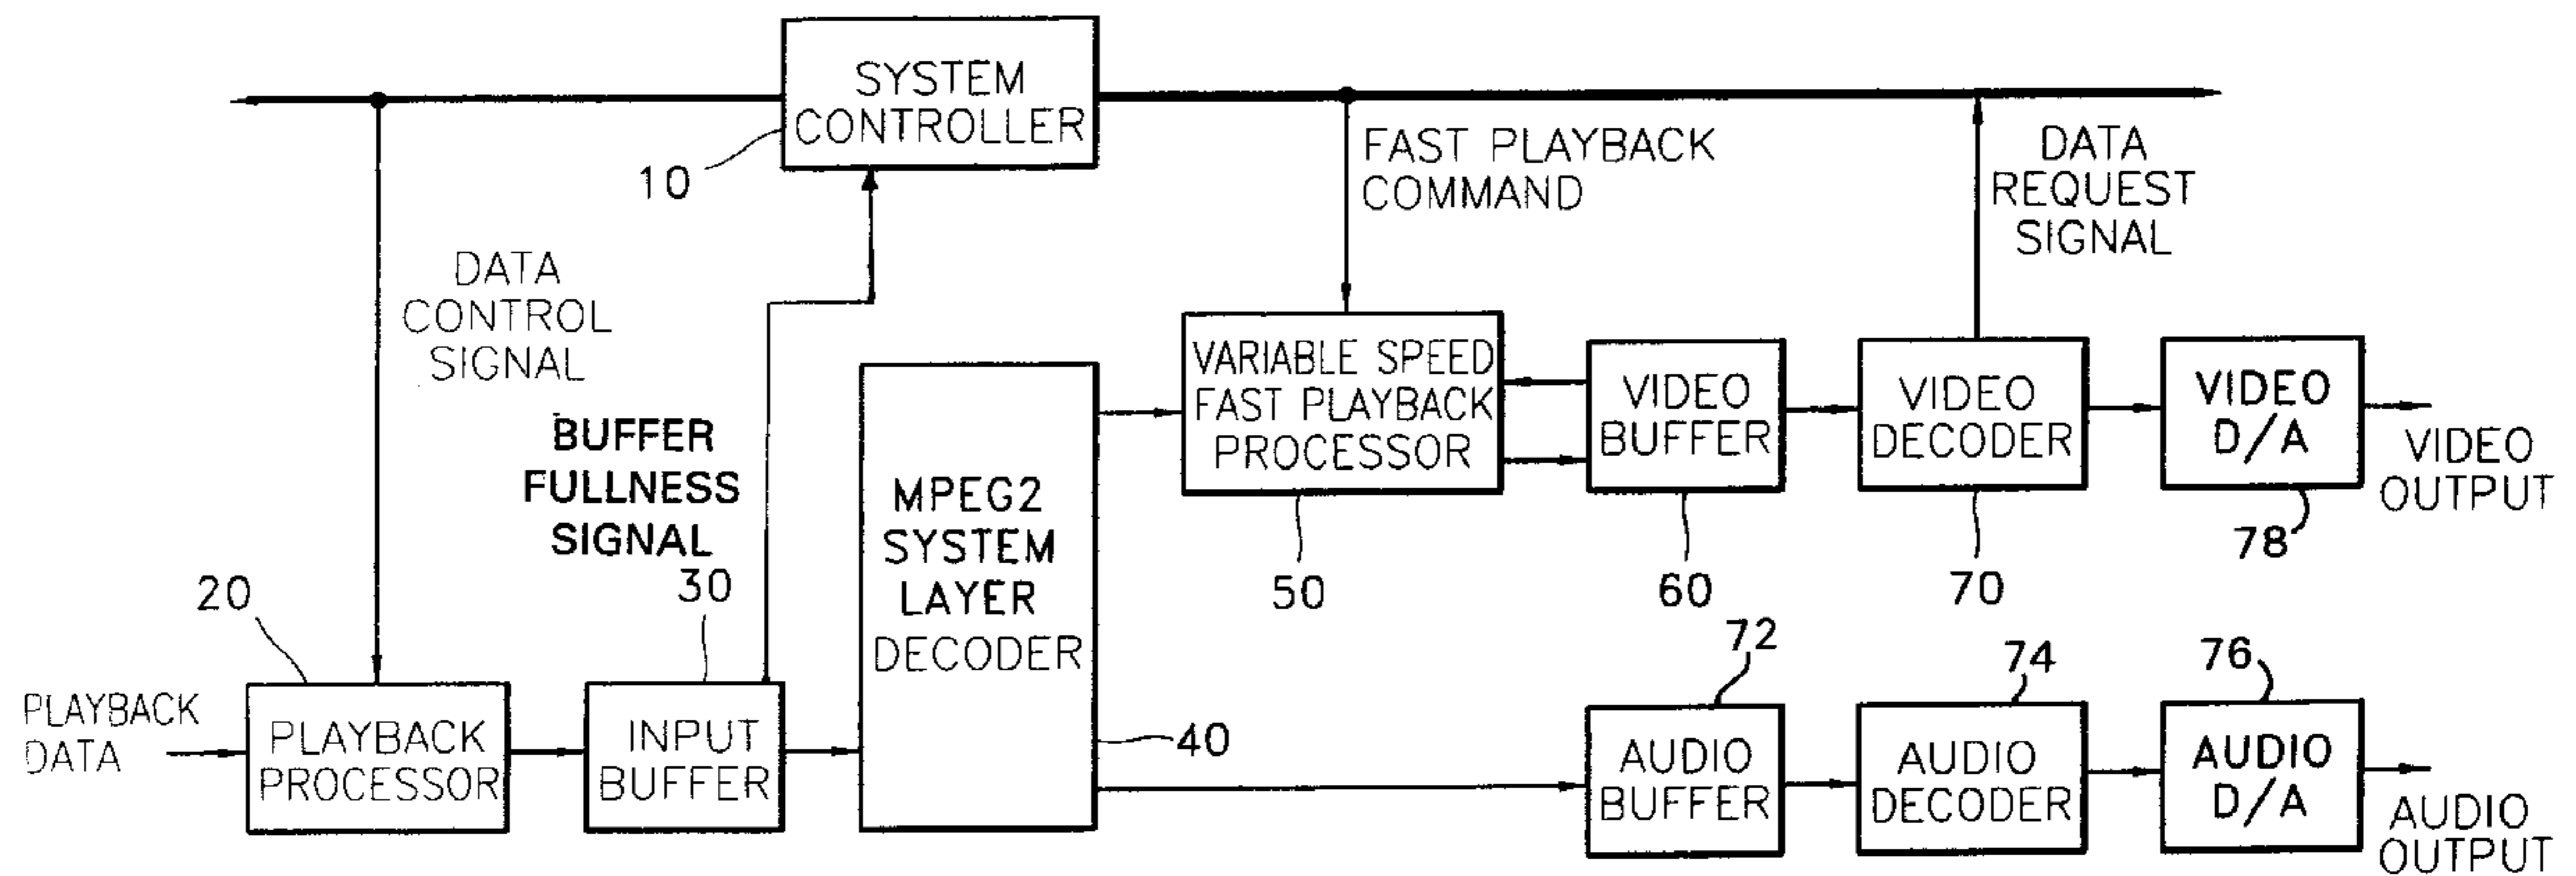 SYSTEM
CONTROLLER
10
FAST PLAYBACK
COMMAND
DATA
REQUEST
SIGNAL
DATA
CONTROL
SIGNAL
BUFFER
FULLNESS
SIGNAL
VARIABLE SPEED
FAST PLAYBACK
PROCESSOR
50
VIDEO
BUFFER
60
VIDEO
DECODER
70
VIDEO
D/A
78
VIDEO
OUTPUT
MPEG2
SYSTEM
LAYER
DECODER
40
PLAYBACK
DATA
20
PLAYBACK
PROCESSOR
30
INPUT
BUFFER
72
AUDIO
BUFFER
74
AUDIO
DECODER
76
AUDIO
D/A
AUDIO
OUTPUT